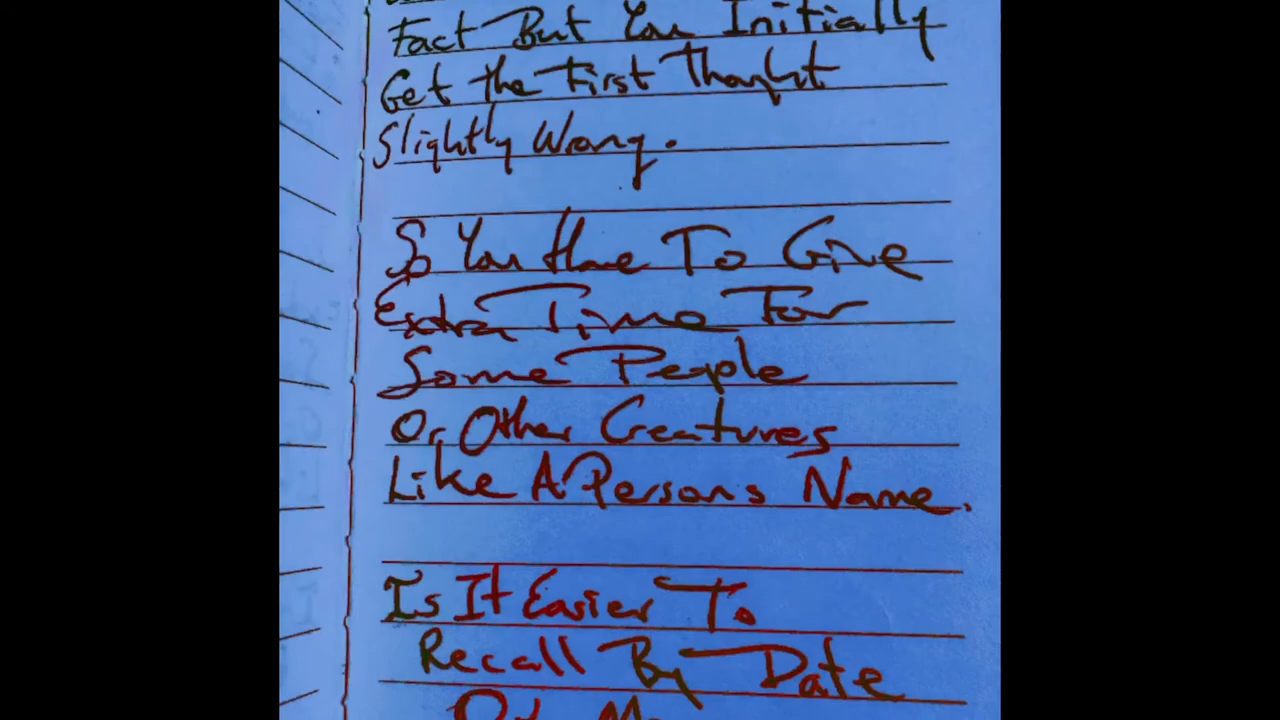 Fact But You Initially
Get the First Thought
Slightly Wrong.
So You Have To Give
Extra Time For
Some People
Or Other Creatures
Like A Persons Name.
Is It Easier To
Recall By Date